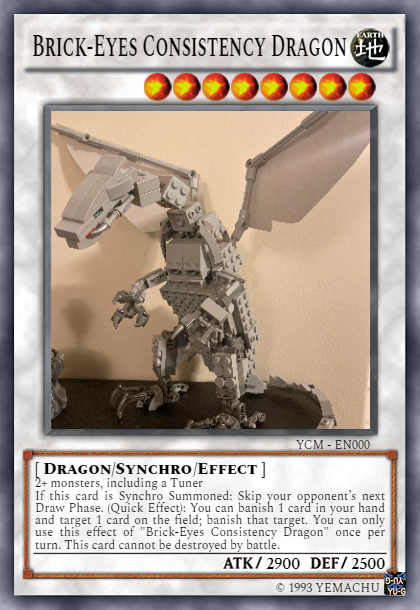 BRICK-EYES CONSISTENCY DRAGON
EARTH
地
YCM - EN000
[ DRAGON/SYNCHRO/EFFECT ]
2+ monsters, including a Tuner
If this card is Synchro Summoned: Skip your opponent's next
Draw Phase. (Quick Effect): You can banish 1 card in your hand
and target 1 card on the field; banish that target. You can only
use this effect of "Brick-Eyes Consistency Dragon" once per
turn. This card cannot be destroyed by battle.
ATK / 2900 DEF / 2500
© 1993 YEMACHU